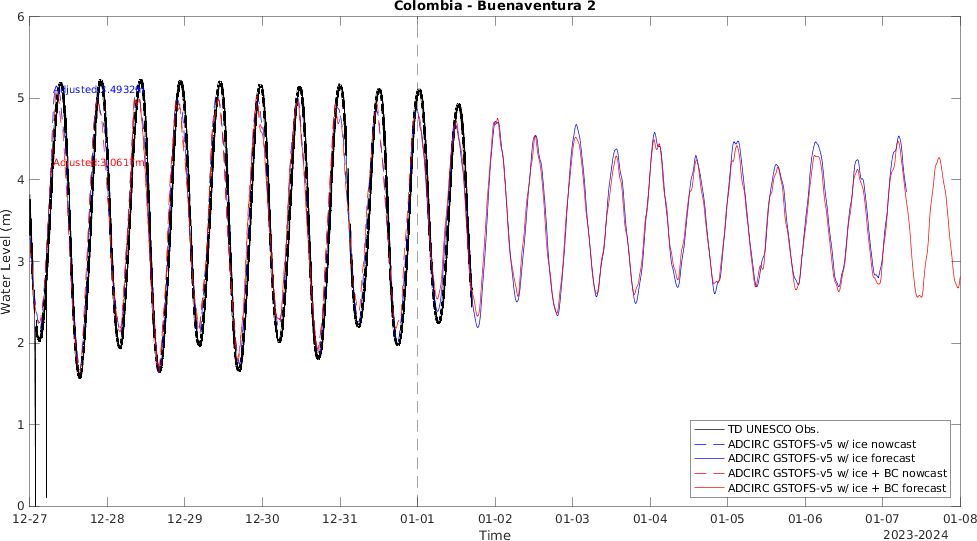 Colombia - Buenaventura 2
6
5
4
3
2
1
0
Water Level (m)
12-27
12-28
12-29
12-30
12-31
01-01
01-02
01-03
01-04
01-05
01-06
01-07
01-08
Time
2023-2024
TD UNESCO Obs.
ADCIRC GSTOFS-v5 w/ ice nowcast
ADCIRC GSTOFS-v5 w/ ice forecast
ADCIRC GSTOFS-v5 w/ ice + BC nowcast
ADCIRC GSTOFS-v5 w/ ice + BC forecast